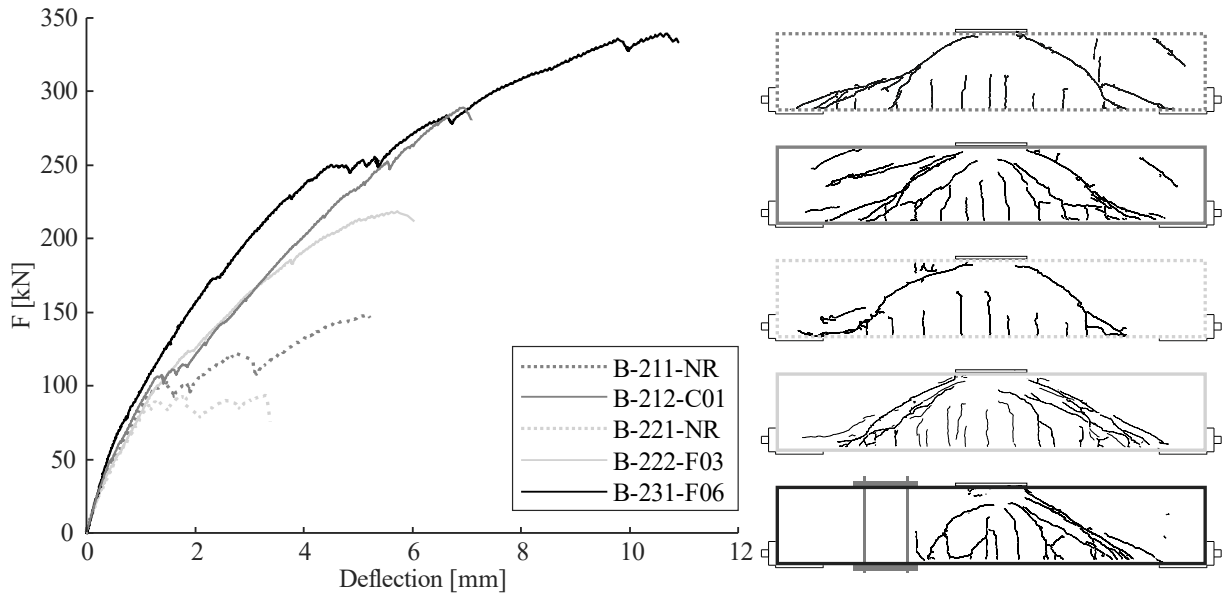 350
300
250
200
150
100
50
0
F [kN]
0 2 4 6 8 10 12
Deflection [mm]
B-211-NR
B-212-C01
B-221-NR
B-222-F03
B-231-F06